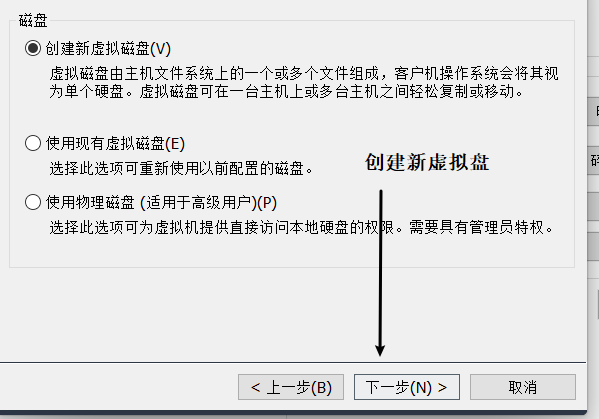 磁盘
创建新虚拟磁盘(V)
虚拟磁盘由主机文件系统上的一个或多个文件组成，客户机操作系统会将其视
为单个硬盘。虚拟磁盘可在一台主机上或多台主机之间轻松复制或移动。
使用现有虚拟磁盘(E)
选择此选项可重新使用以前配置的磁盘。
创建新虚拟盘
使用物理磁盘 (适用于高级用户)(P)
选择此选项可为虚拟机提供直接访问本地硬盘的权限。需要具有管理员特权。
< 上一步(B)
下一步(N) >
取消